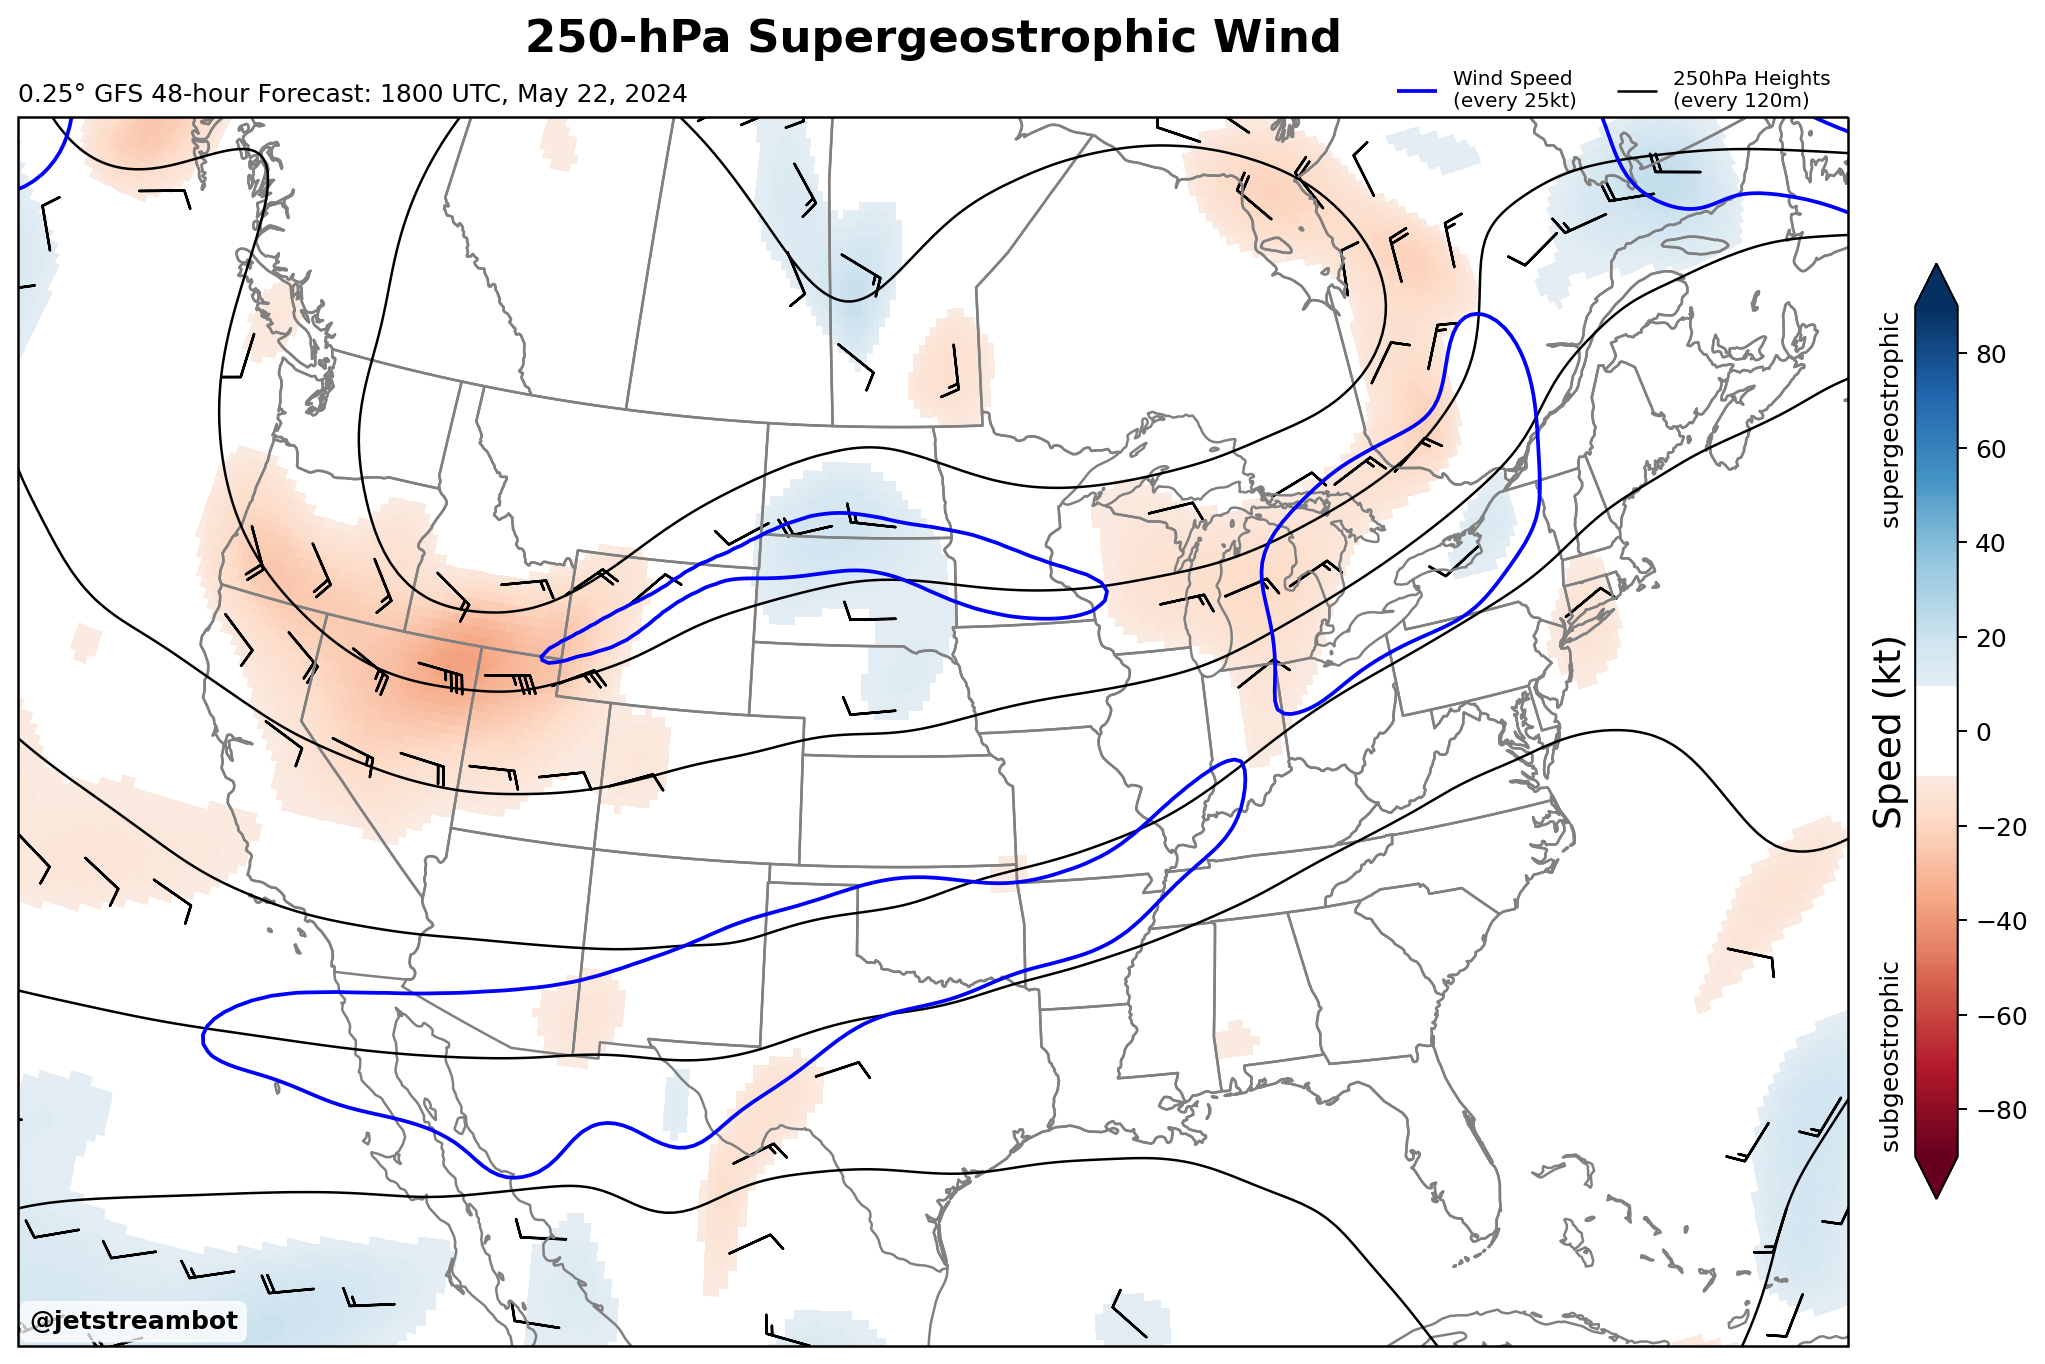 250-hPa Supergeostrophic Wind
0.25° GFS 48-hour Forecast: 1800 UTC, May 22, 2024
Wind Speed
(every 25kt)
250hPa Heights
(every 120m)
supergeostrophic
Speed (kt)
subgeostrophic
80
60
40
20
0
−20
−40
−60
−80
@jetstreambot